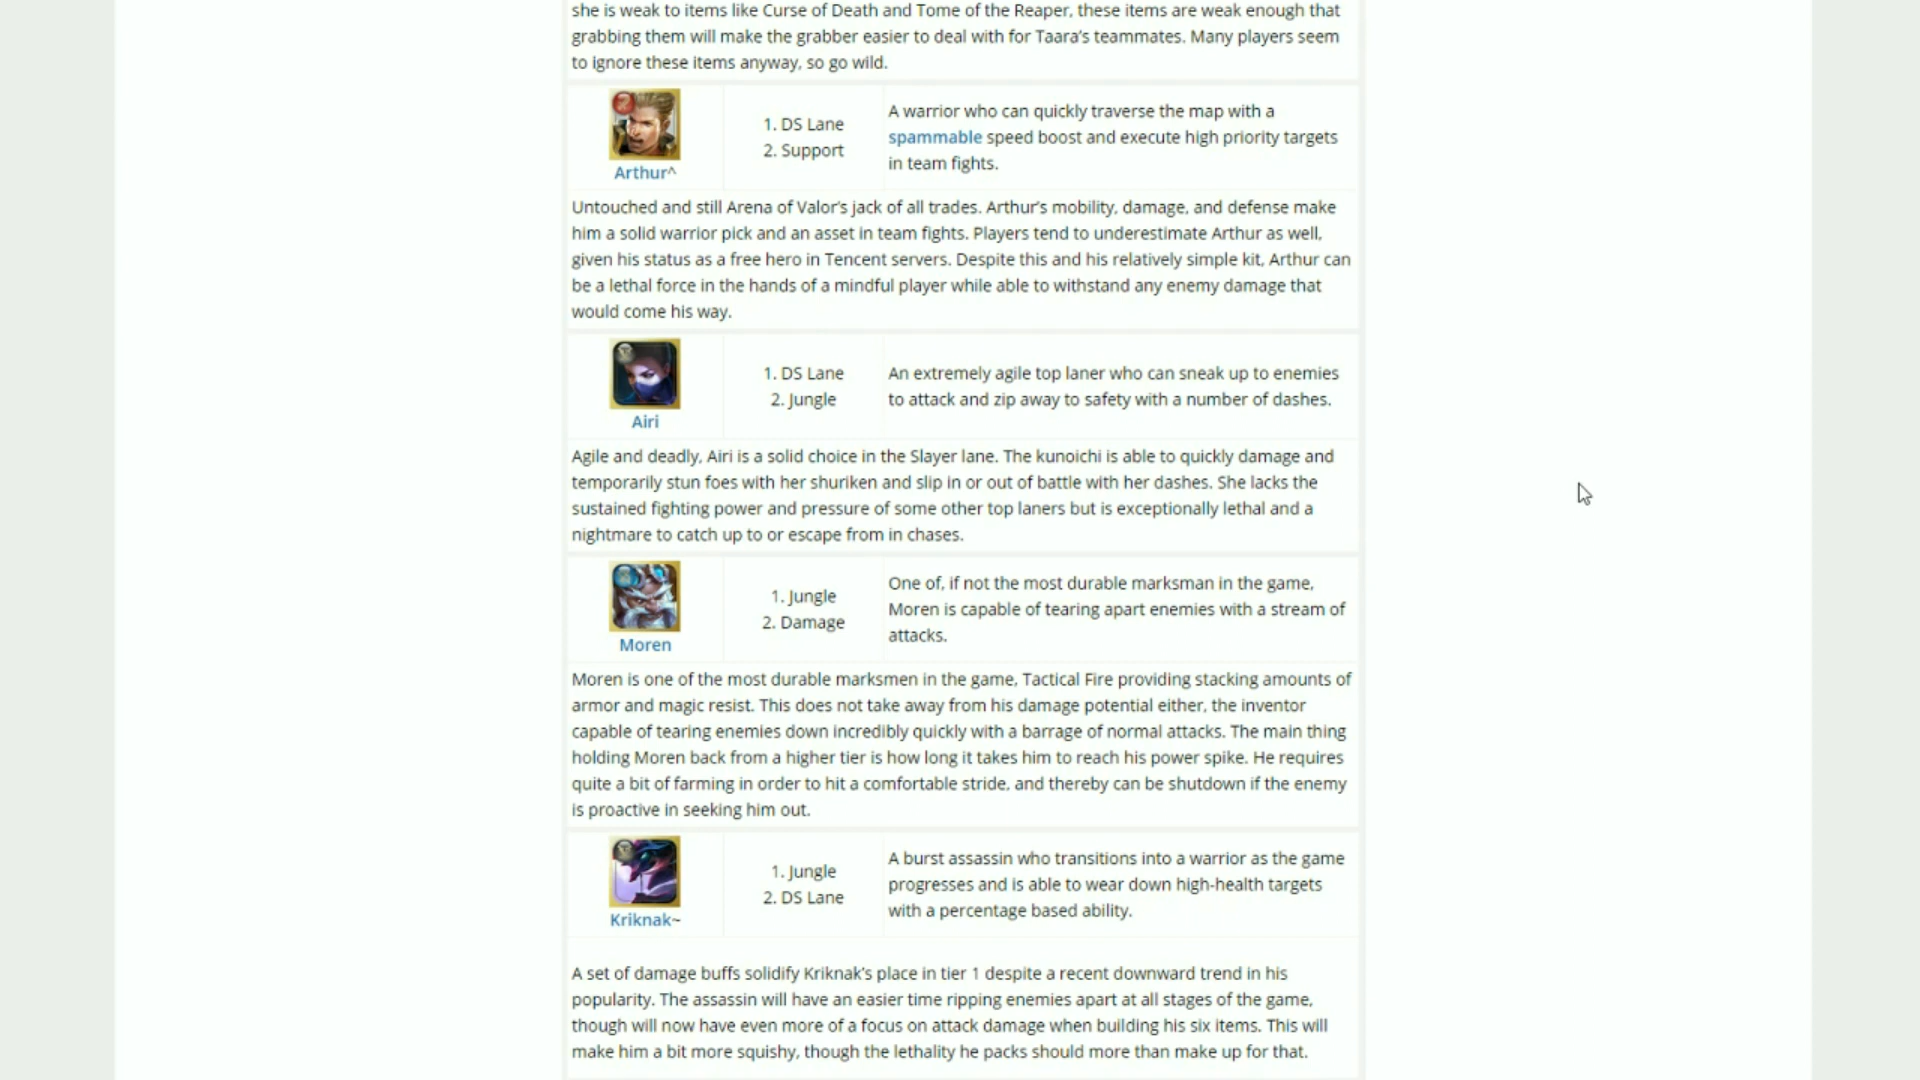 she is weak to items like Curse of Death and Tome of the Reaper, these items are weak enough that
grabbing them will make the grabber easier to deal with for Taara's teammates. Many players seem
to ignore these items anyway, so go wild.
Arthur^
1. DS Lane
2. Support
A warrior who can quickly traverse the map with a
spammable speed boost and execute high priority targets
in team fights.
Untouched and still Arena of Valor's jack of all trades. Arthur's mobility, damage, and defense make
him a solid warrior pick and an asset in team fights. Players tend to underestimate Arthur as well,
given his status as a free hero in Tencent servers. Despite this and his relatively simple kit, Arthur can
be a lethal force in the hands of a mindful player while able to withstand any enemy damage that
would come his way.
Airi
1. DS Lane
2. Jungle
An extremely agile top laner who can sneak up to enemies
to attack and zip away to safety with a number of dashes.
Agile and deadly, Airi is a solid choice in the Slayer lane. The kunoichi is able to quickly damage and
temporarily stun foes with her shuriken and slip in or out of battle with her dashes. She lacks the
sustained fighting power and pressure of some other top laners but is exceptionally lethal and a
nightmare to catch up to or escape from in chases.
Moren
1. Jungle
2. Damage
One of, if not the most durable marksman in the game,
Moren is capable of tearing apart enemies with a stream of
attacks.
Moren is one of the most durable marksmen in the game, Tactical Fire providing stacking amounts of
armor and magic resist. This does not take away from his damage potential either, the inventor
capable of tearing enemies down incredibly quickly with a barrage of normal attacks. The main thing
holding Moren back from a higher tier is how long it takes him to reach his power spike. He requires
quite a bit of farming in order to hit a comfortable stride, and thereby can be shutdown if the enemy
is proactive in seeking him out.
Kriknak~
1. Jungle
2. DS Lane
A burst assassin who transitions into a warrior as the game
progresses and is able to wear down high-health targets
with a percentage based ability.
A set of damage buffs solidify Kriknak's place in tier 1 despite a recent downward trend in his
popularity. The assassin will have an easier time ripping enemies apart at all stages of the game,
though will now have even more of a focus on attack damage when building his six items. This will
make him a bit more squishy, though the lethality he packs should more than make up for that.